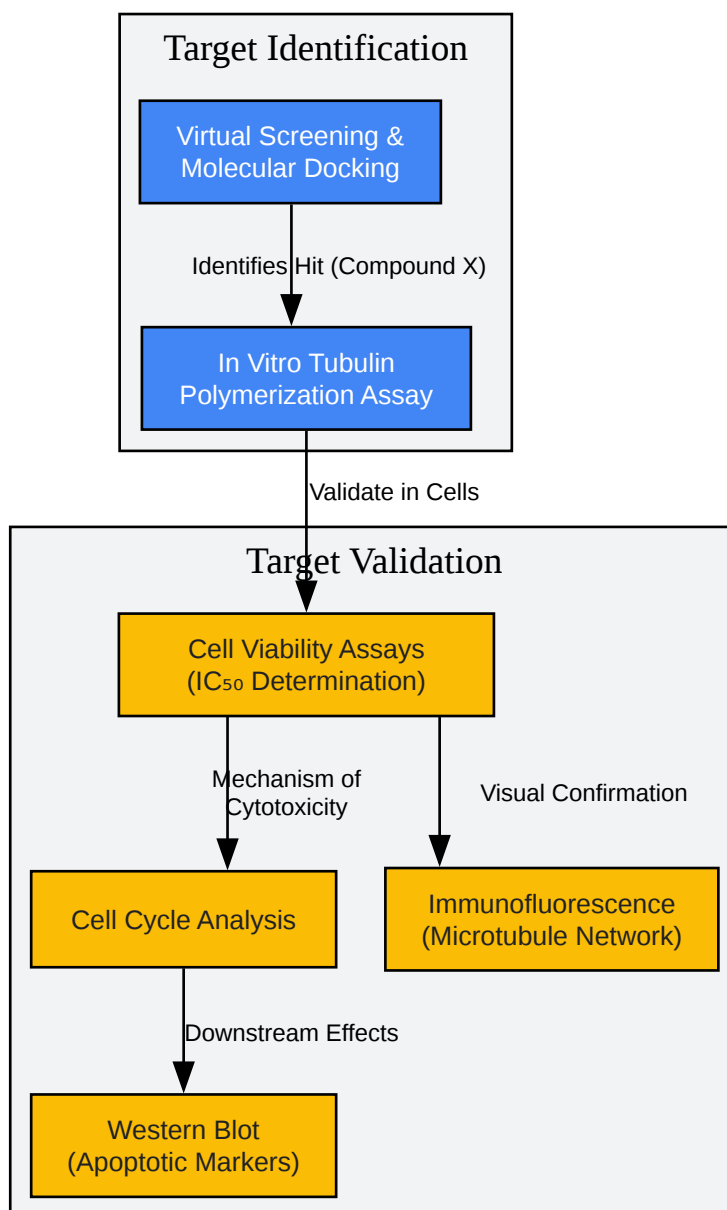 Target Identification
Virtual Screening &
Molecular Docking
Identifies Hit (Compound X)
In Vitro Tubulin
Polymerization Assay
Validate in Cells
Target Validation
Cell Viability Assays
(IC₅₀ Determination)
Mechanism of
Cytotoxicity
Visual Confirmation
Cell Cycle Analysis
Immunofluorescence
(Microtubule Network)
Downstream Effects
Western Blot
(Apoptotic Markers)